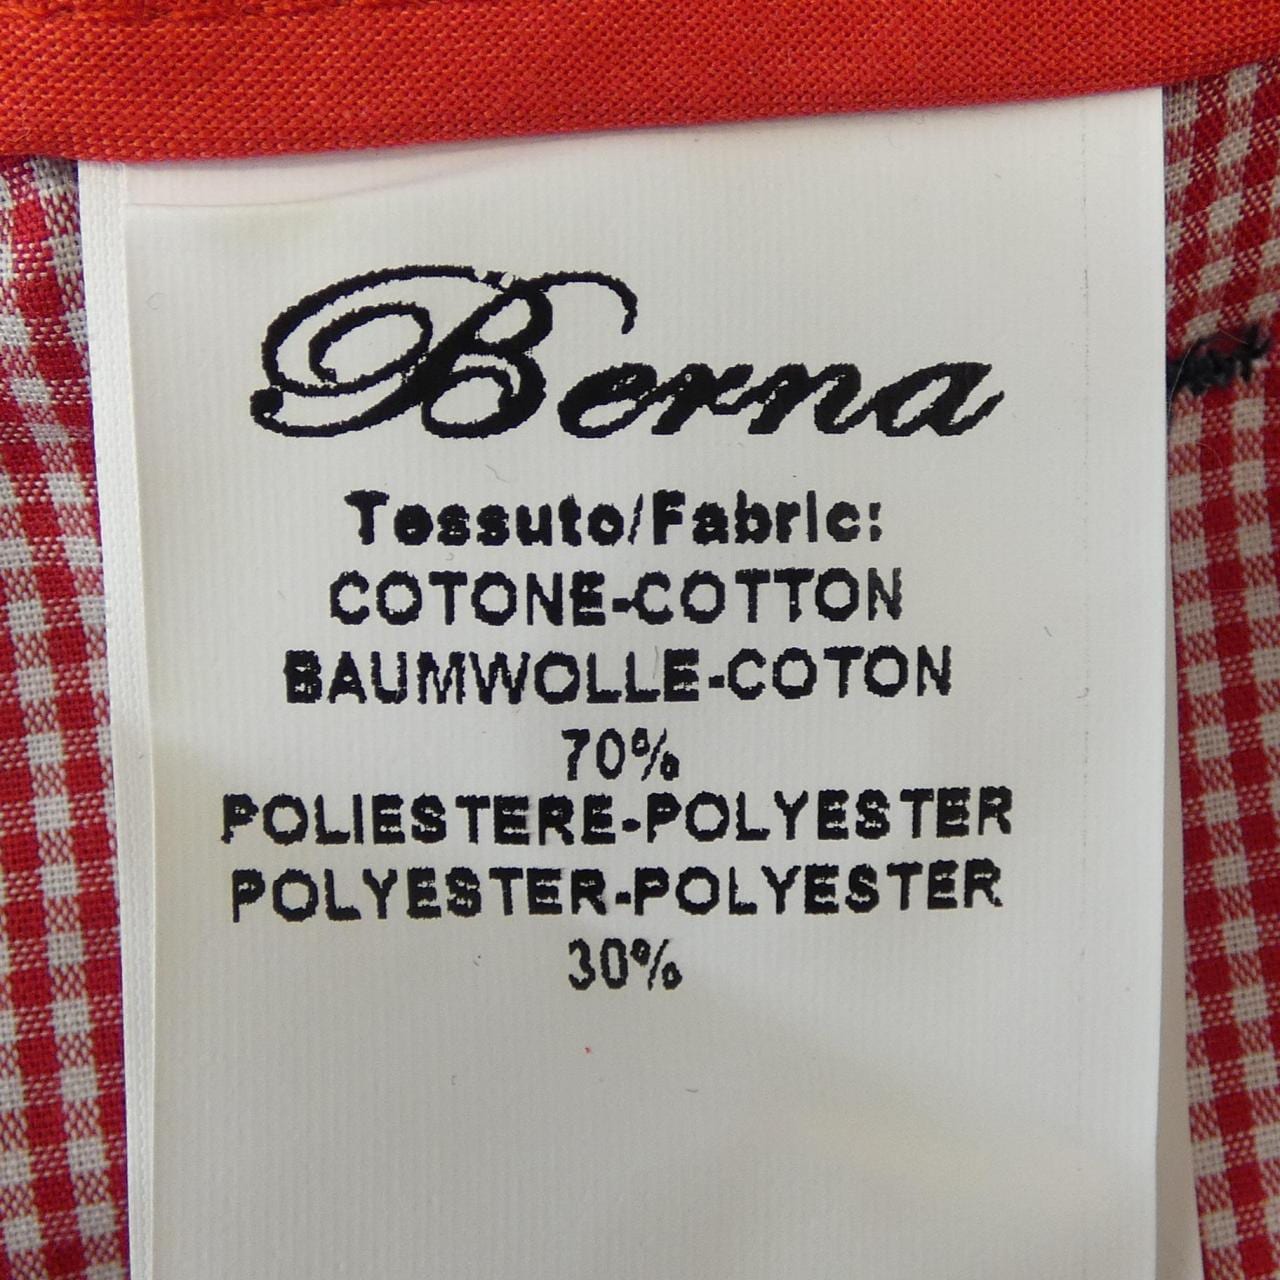 Berna
Tessuto/Fabric:
COTONE-COTTON
BAUMWOLLE-COTON
70%
POLIESTERE-POLYESTER
POLYESTER-POLYESTER
30%